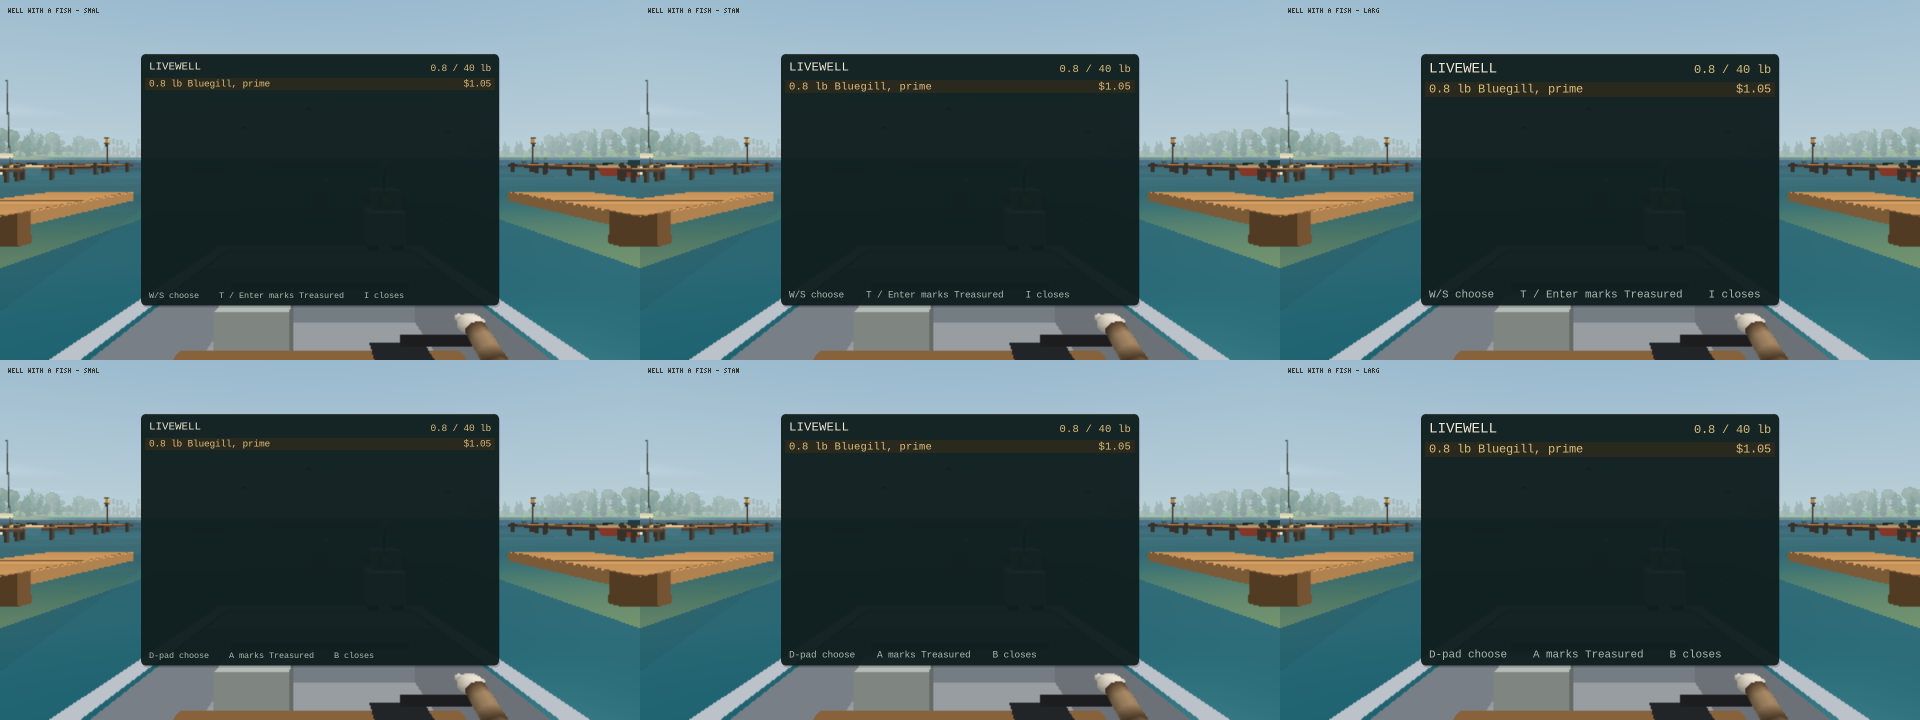 WELL WITH A FISH - SMAL
LIVEWELL 0.8 / 40 lb
0.8 lb Bluegill, prime $1.05
W/S choose T / Enter marks Treasured I closes
WELL WITH A FISH - STAN
LIVEWELL 0.8 / 40 lb
0.8 lb Bluegill, prime $1.05
W/S choose T / Enter marks Treasured I closes
WELL WITH A FISH - LARG
LIVEWELL 0.8 / 40 lb
0.8 lb Bluegill, prime $1.05
W/S choose T / Enter marks Treasured I closes
WELL WITH A FISH - SMAL
LIVEWELL 0.8 / 40 lb
0.8 lb Bluegill, prime $1.05
D-pad choose A marks Treasured B closes
WELL WITH A FISH - STAN
LIVEWELL 0.8 / 40 lb
0.8 lb Bluegill, prime $1.05
D-pad choose A marks Treasured B closes
WELL WITH A FISH - LARG
LIVEWELL 0.8 / 40 lb
0.8 lb Bluegill, prime $1.05
D-pad choose A marks Treasured B closes